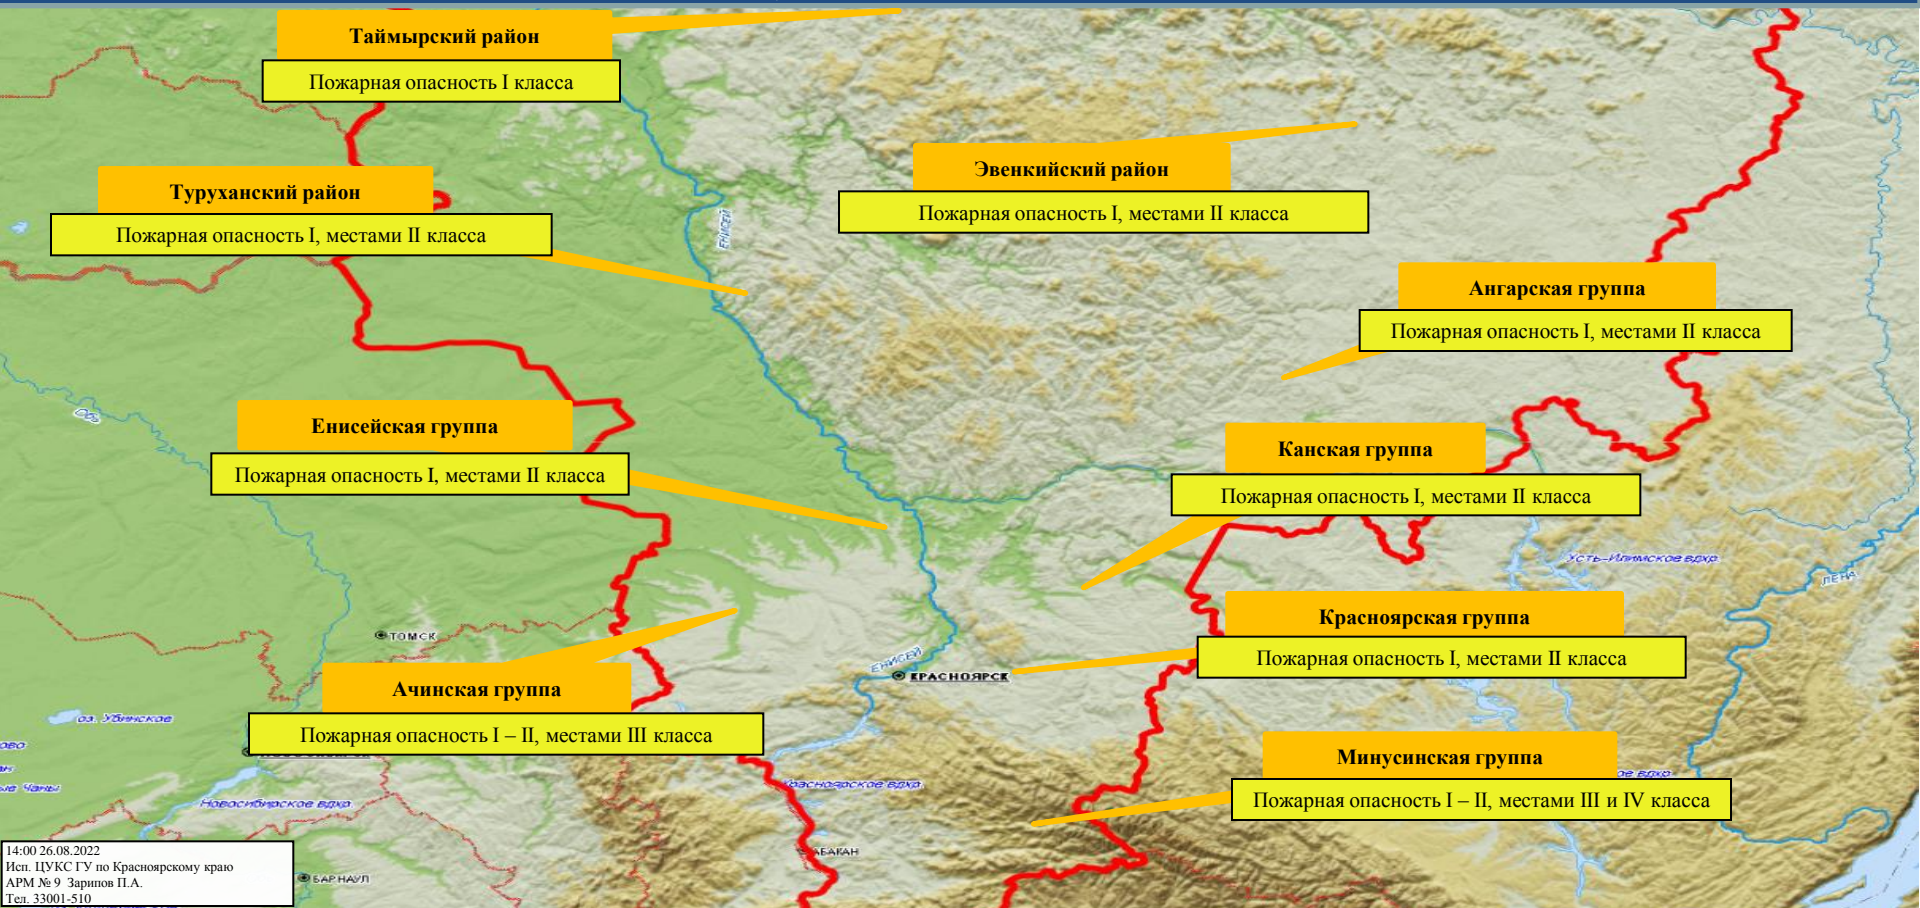 Таймырский район
Пожарная опасность I класса
Эвенкийский район
Пожарная опасность I, местами II класса
Туруханский район
Пожарная опасность I, местами II класса
ЕНИСЕЙ
Ангарская группа
Пожарная опасность I, местами II класса
Обь
Енисейская группа
Пожарная опасность I, местами II класса
Канская группа
Пожарная опасность I, местами II класса
Усть-Илимское вдхр.
ЛЕНА
Красноярская группа
Пожарная опасность I, местами II класса
ТОМСК
ЕНИСЕЙ
КРАСНОЯРСК
Ачинская группа
Пожарная опасность I – II, местами III класса
оз. Убинское
Минусинская группа
Пожарная опасность I – II, местами III и IV класса
Красноярское вдхр.
Новосибирское вдхр.
вдхр.
АБАКАН
БАРНАУЛ
14:00 26.08.2022
Исп. ЦУКС ГУ по Красноярскому краю
АРМ № 9 Зарипов П.А.
Тел. 33001-510